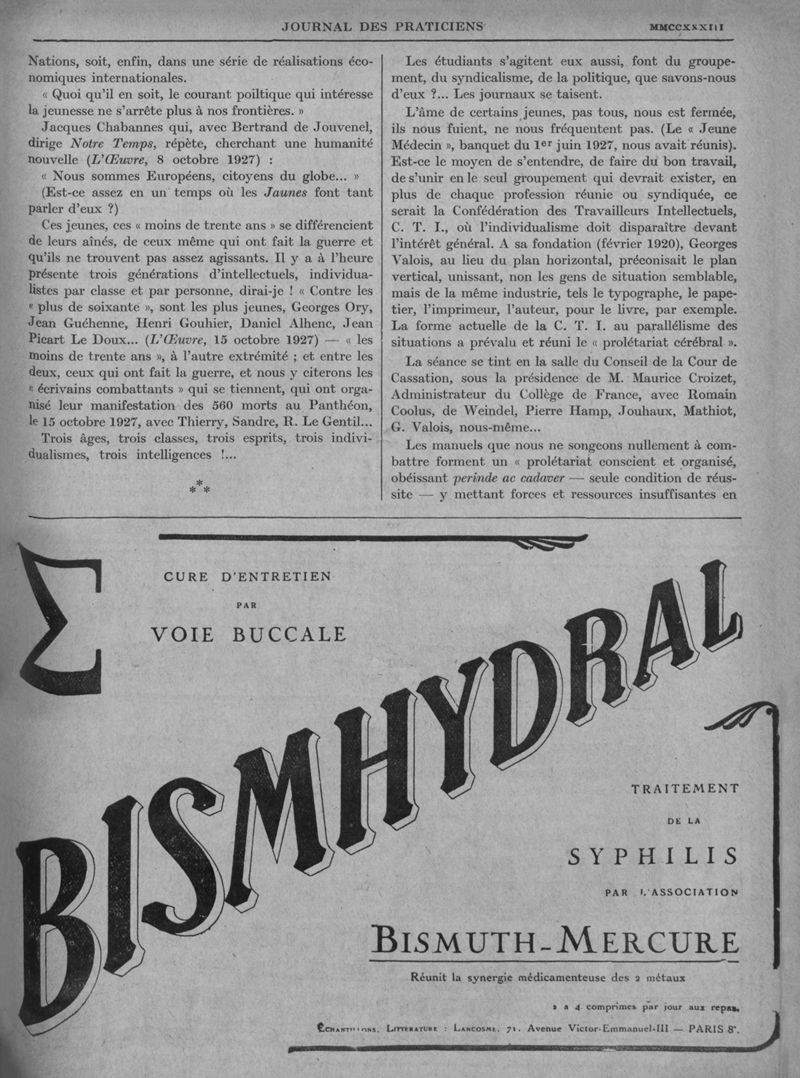 JOURNAL DES PRATICIENS
MMCCXXXIII
Nations, soit, enfin, dans une série de réalisations éco-
nomiques internationales.
« Quoi qu'il en soit, le courant poiltique qui intéresse
la jeunesse ne s'arrête plus à nos frontières. »
Jacques Chabannes qui, avec Bertrand de Jouvenel,
dirige Notre Temps, répète, cherchant une humanité
nouvelle (L'Œuvre, 8 octobre 1927) :
« Nous sommes Européens, citoyens du globe... »
(Est-ce assez en un temps où les Jaunes font tant
parler d'eux ?)
Ces jeunes, ces « moins de trente ans » se différencient
de leurs aînés, de ceux même qui ont fait la guerre et
qu'ils ne trouvent pas assez agissants. Il y a à l'heure
présente trois générations d'intellectuels, individua-
listes par classe et par personne, dirai-je ! « Contre les
« plus de soixante », sont les plus jeunes, Georges Ory,
Jean Guéhenne, Henri Gouhier, Daniel Alhenc, Jean
Picart Le Doux... (L'Œuvre, 15 octobre 1927) — « les
moins de trente ans », à l'autre extrémité ; et entre les
deux, ceux qui ont fait la guerre, et nous y citerons les
« écrivains combattants » qui se tiennent, qui ont orga-
nisé leur manifestation des 560 morts au Panthéon,
le 15 octobre 1927, avec Thierry, Sandre, R. Le Gentil...
Trois âges, trois classes, trois esprits, trois indivi-
dualismes, trois intelligences !...
*
* *
Les étudiants s'agitent eux aussi, font du groupe-
ment, du syndicalisme, de la politique, que savons-nous
d'eux ?... Les journaux se taisent.
L'âme de certains jeunes, pas tous, nous est fermée,
ils nous fuient, ne nous fréquentent pas. (Le « Jeune
Médecin », banquet du 1er juin 1927, nous avait réunis).
Est-ce le moyen de s'entendre, de faire du bon travail,
de s'unir en le seul groupement qui devrait exister, en
plus de chaque profession réunie ou syndiquée, ce
serait la Confédération des Travailleurs Intellectuels,
C. T. I., où l'individualisme doit disparaître devant
l'intérêt général. A sa fondation (février 1920), Georges
Valois, au lieu du plan horizontal, préconisait le plan
vertical, unissant, non les gens de situation semblable,
mais de la même industrie, tels le typographe, le pape-
tier, l'imprimeur, l'auteur, pour le livre, par exemple.
La forme actuelle de la C. T. I. au parallélisme des
situations a prévalu et réuni le « prolétariat cérébral ».
La séance se tint en la salle du Conseil de la Cour de
Cassation, sous la présidence de M. Maurice Croizet,
Administrateur du Collège de France, avec Romain
Coolus, de Weindel, Pierre Hamp, Jouhaux, Mathiot,
G. Valois, nous-même...
Les manuels que nous ne songeons nullement à com-
battre forment un « prolétariat conscient et organisé,
obéissant perinde ac cadaver — seule condition de réus-
site — y mettant forces et ressources insuffisantes en
Σ
CURE D'ENTRETIEN
PAR
VOIE BUCCALE
BISMHYDRAL
TRAITEMENT
DE LA
SYPHILIS
PAR L'ASSOCIATION
BISMUTH-MERCURE
Réunit la synergie médicamenteuse des 2 métaux
a 4 comprimés par jour aux repas.
LITTÉRATURE : LANCOSME, 71, Avenue Victor-Emmanuel-III — PARIS 8e.